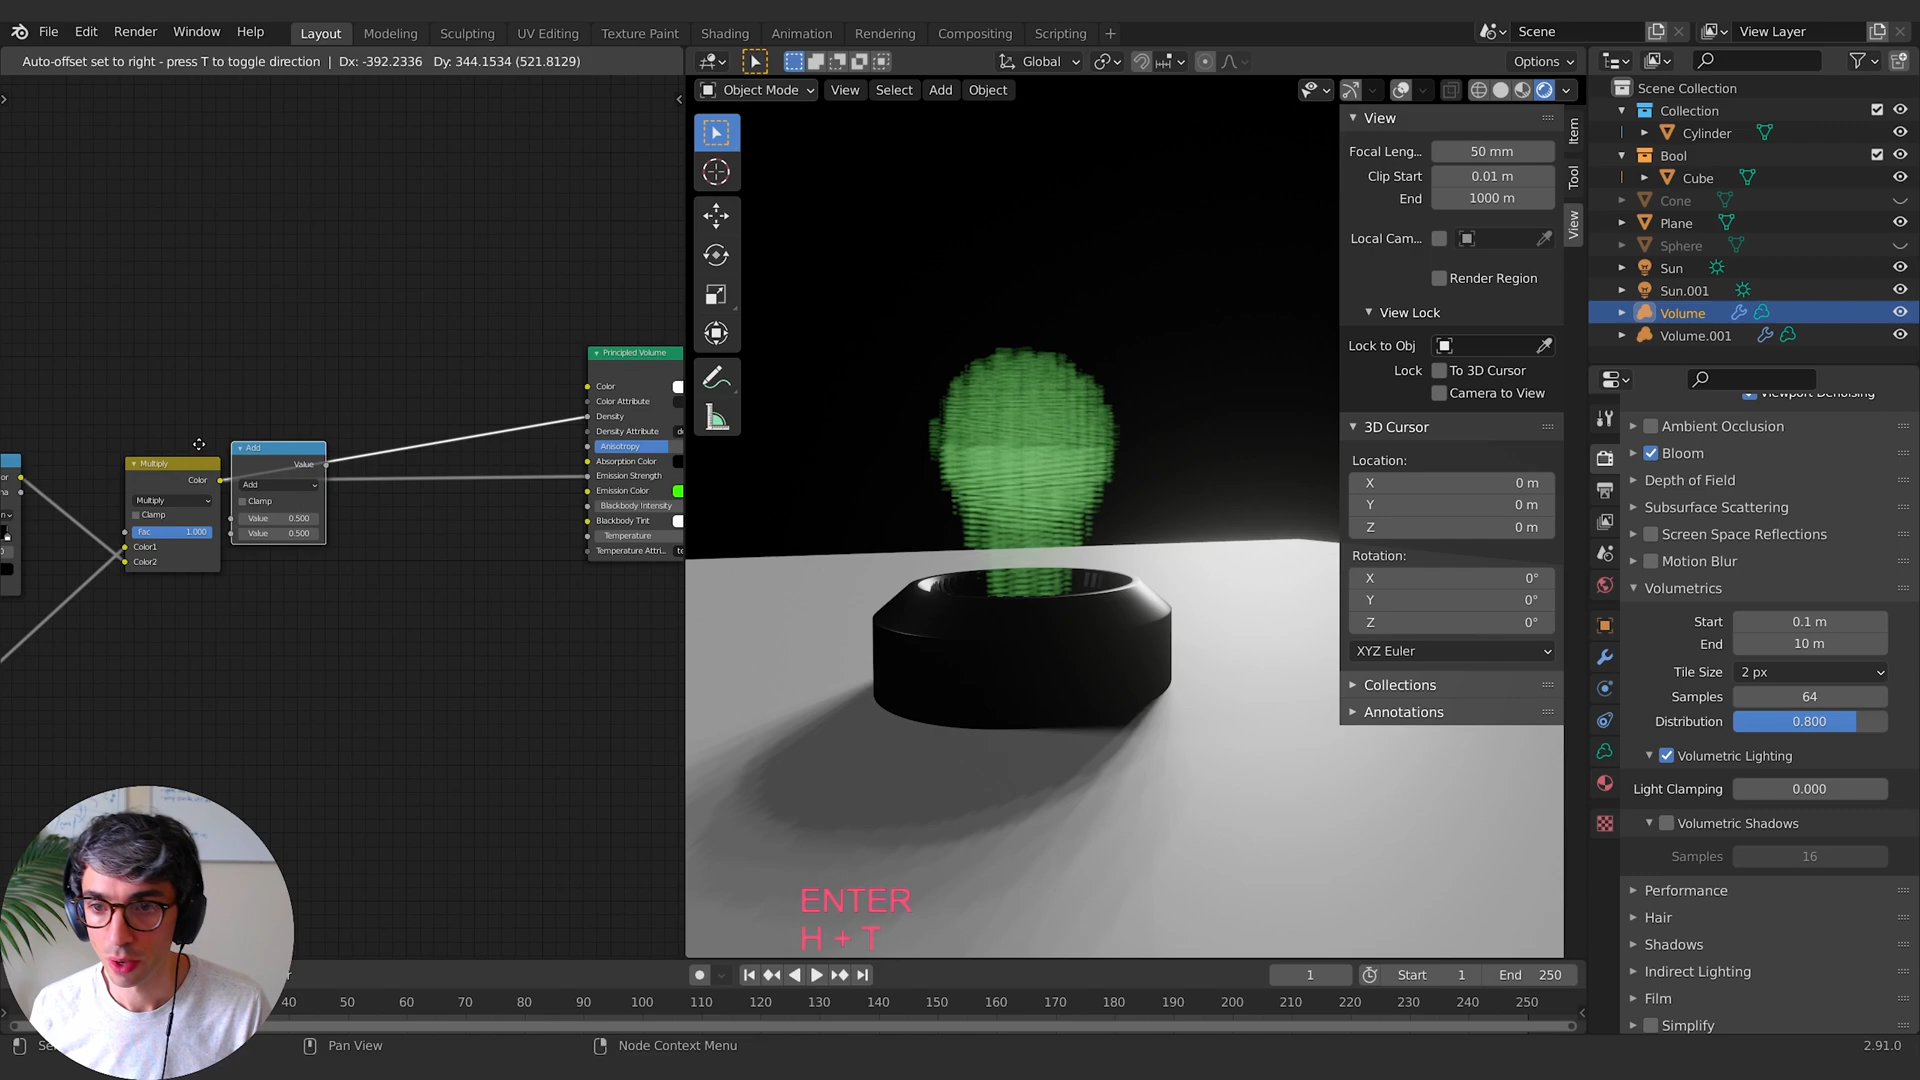 File Edit Render Window Help Layout Modeling Sculpting UV Editing Texture Paint Shading Animation Rendering Compositing Scripting + Scene View Layer
Auto-offset set to right - press T to toggle direction | Dx: -392.2336 Dy: 344.1534 (521.8129)
Global Options
Object Mode View Select Add Object
Principled Volume
Color
Color Attribute
Density
Density Attribute
Anisotropy
Absorption Color
Emission Strength
Emission Color
Blackbody Intensity
Blackbody Tint
Temperature
Temperature Attri...
Multiply
Color
Multiply
Clamp
Fac 1.000
Color1
Color2
Add
Value
Add
Clamp
Value 0.500
Value 0.500
View
Focal Leng... 50 mm
Clip Start 0.01 m
End 1000 m
Local Cam...
Render Region
View Lock
Lock to Obj
Lock To 3D Cursor
Camera to View
3D Cursor
Location:
X 0 m
Y 0 m
Z 0 m
Rotation:
X 0°
Y 0°
Z 0°
XYZ Euler
Collections
Annotations
Item
Tool
View
Scene Collection
Collection
Cylinder
Bool
Cube
Cone
Plane
Sphere
Sun
Sun.001
Volume
Volume.001
Viewport Denoising
Ambient Occlusion
Bloom
Depth of Field
Subsurface Scattering
Screen Space Reflections
Motion Blur
Volumetrics
Start 0.1 m
End 10 m
Tile Size 2 px
Samples 64
Distribution 0.800
Volumetric Lighting
Light Clamping 0.000
Volumetric Shadows
Samples 16
Performance
Hair
Shadows
Indirect Lighting
Film
Simplify
ENTER
H + T
1 Start 1 End 250
40 50 60 70 80 90 100 110 120 130 140 150 160 170 180 190 200 210 220 230 240 250
Pan View Node Context Menu 2.91.0